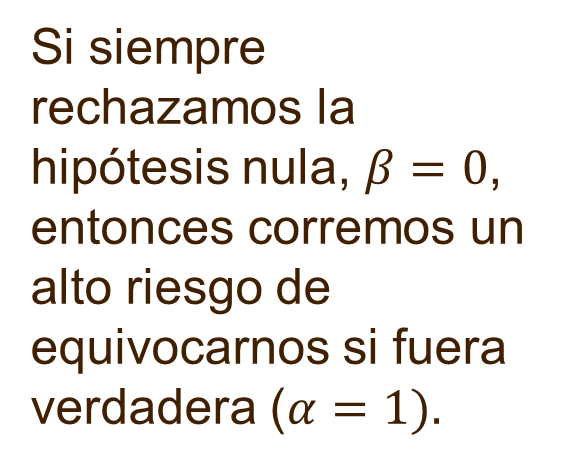 Si siempre
rechazamos la
hipótesis nula, 𝛽 = 0,
entonces corremos un
alto riesgo de
equivocarnos si fuera
verdadera (𝛼 = 1).